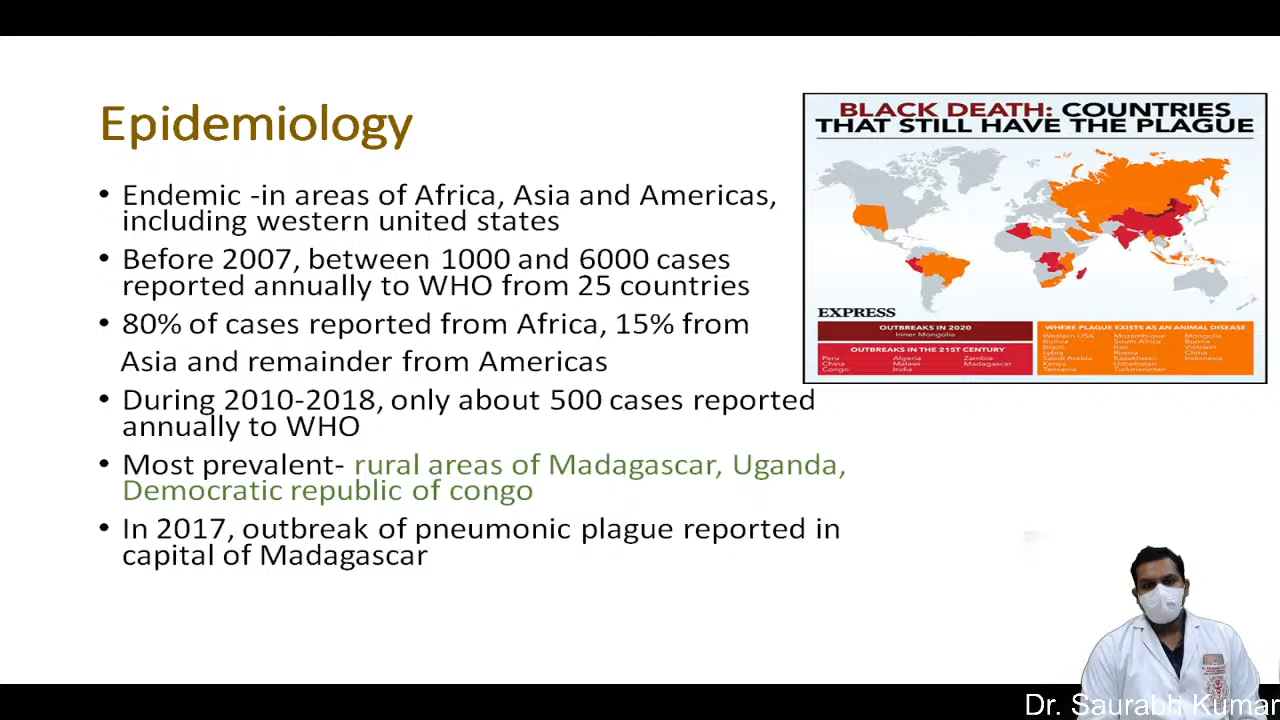 Epidemiology
• Endemic -in areas of Africa, Asia and Americas,
including western united states
• Before 2007, between 1000 and 6000 cases
reported annually to WHO from 25 countries
• 80% of cases reported from Africa, 15% from
Asia and remainder from Americas
• During 2010-2018, only about 500 cases reported
annually to WHO
• Most prevalent- rural areas of Madagascar, Uganda,
Democratic republic of congo
• In 2017, outbreak of pneumonic plague reported in
capital of Madagascar
BLACK DEATH: COUNTRIES
THAT STILL HAVE THE PLAGUE
EXPRESS
OUTBREAKS IN 2020
Inner Mongolia
OUTBREAKS IN THE 21ST CENTURY
Peru Algeria Zambia
China Malawi Madagascar
Congo India
WHERE PLAGUE EXISTS AS AN ANIMAL DISEASE
Western USA Mozambique Mongolia
Bolivia South Africa Burma
Brazil Iran Vietnam
Lybia Russia China
Saudi Arabia Kazakhstan Indonesia
Kenya Uzbekistan
Tanzania Turkmenistan
Dr. Saurabh Kumar